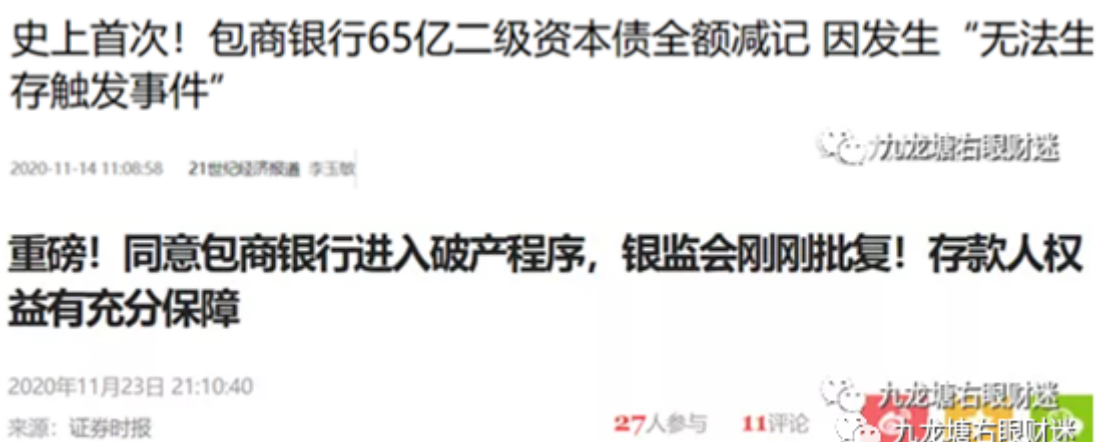 史上首次！包商银行65亿二级资本债全额减记 因发生“无法生
存触发事件”
九龙塘右眼财迷
2020-11-14 11:08:58 21世纪经济报道 李玉敏
重磅！同意包商银行进入破产程序，银监会刚刚批复！存款人权
益有充分保障
2020年11月23日 21:10:40
九龙塘右眼财迷
来源：证券时报 27人参与 11评论
九龙塘右眼财迷